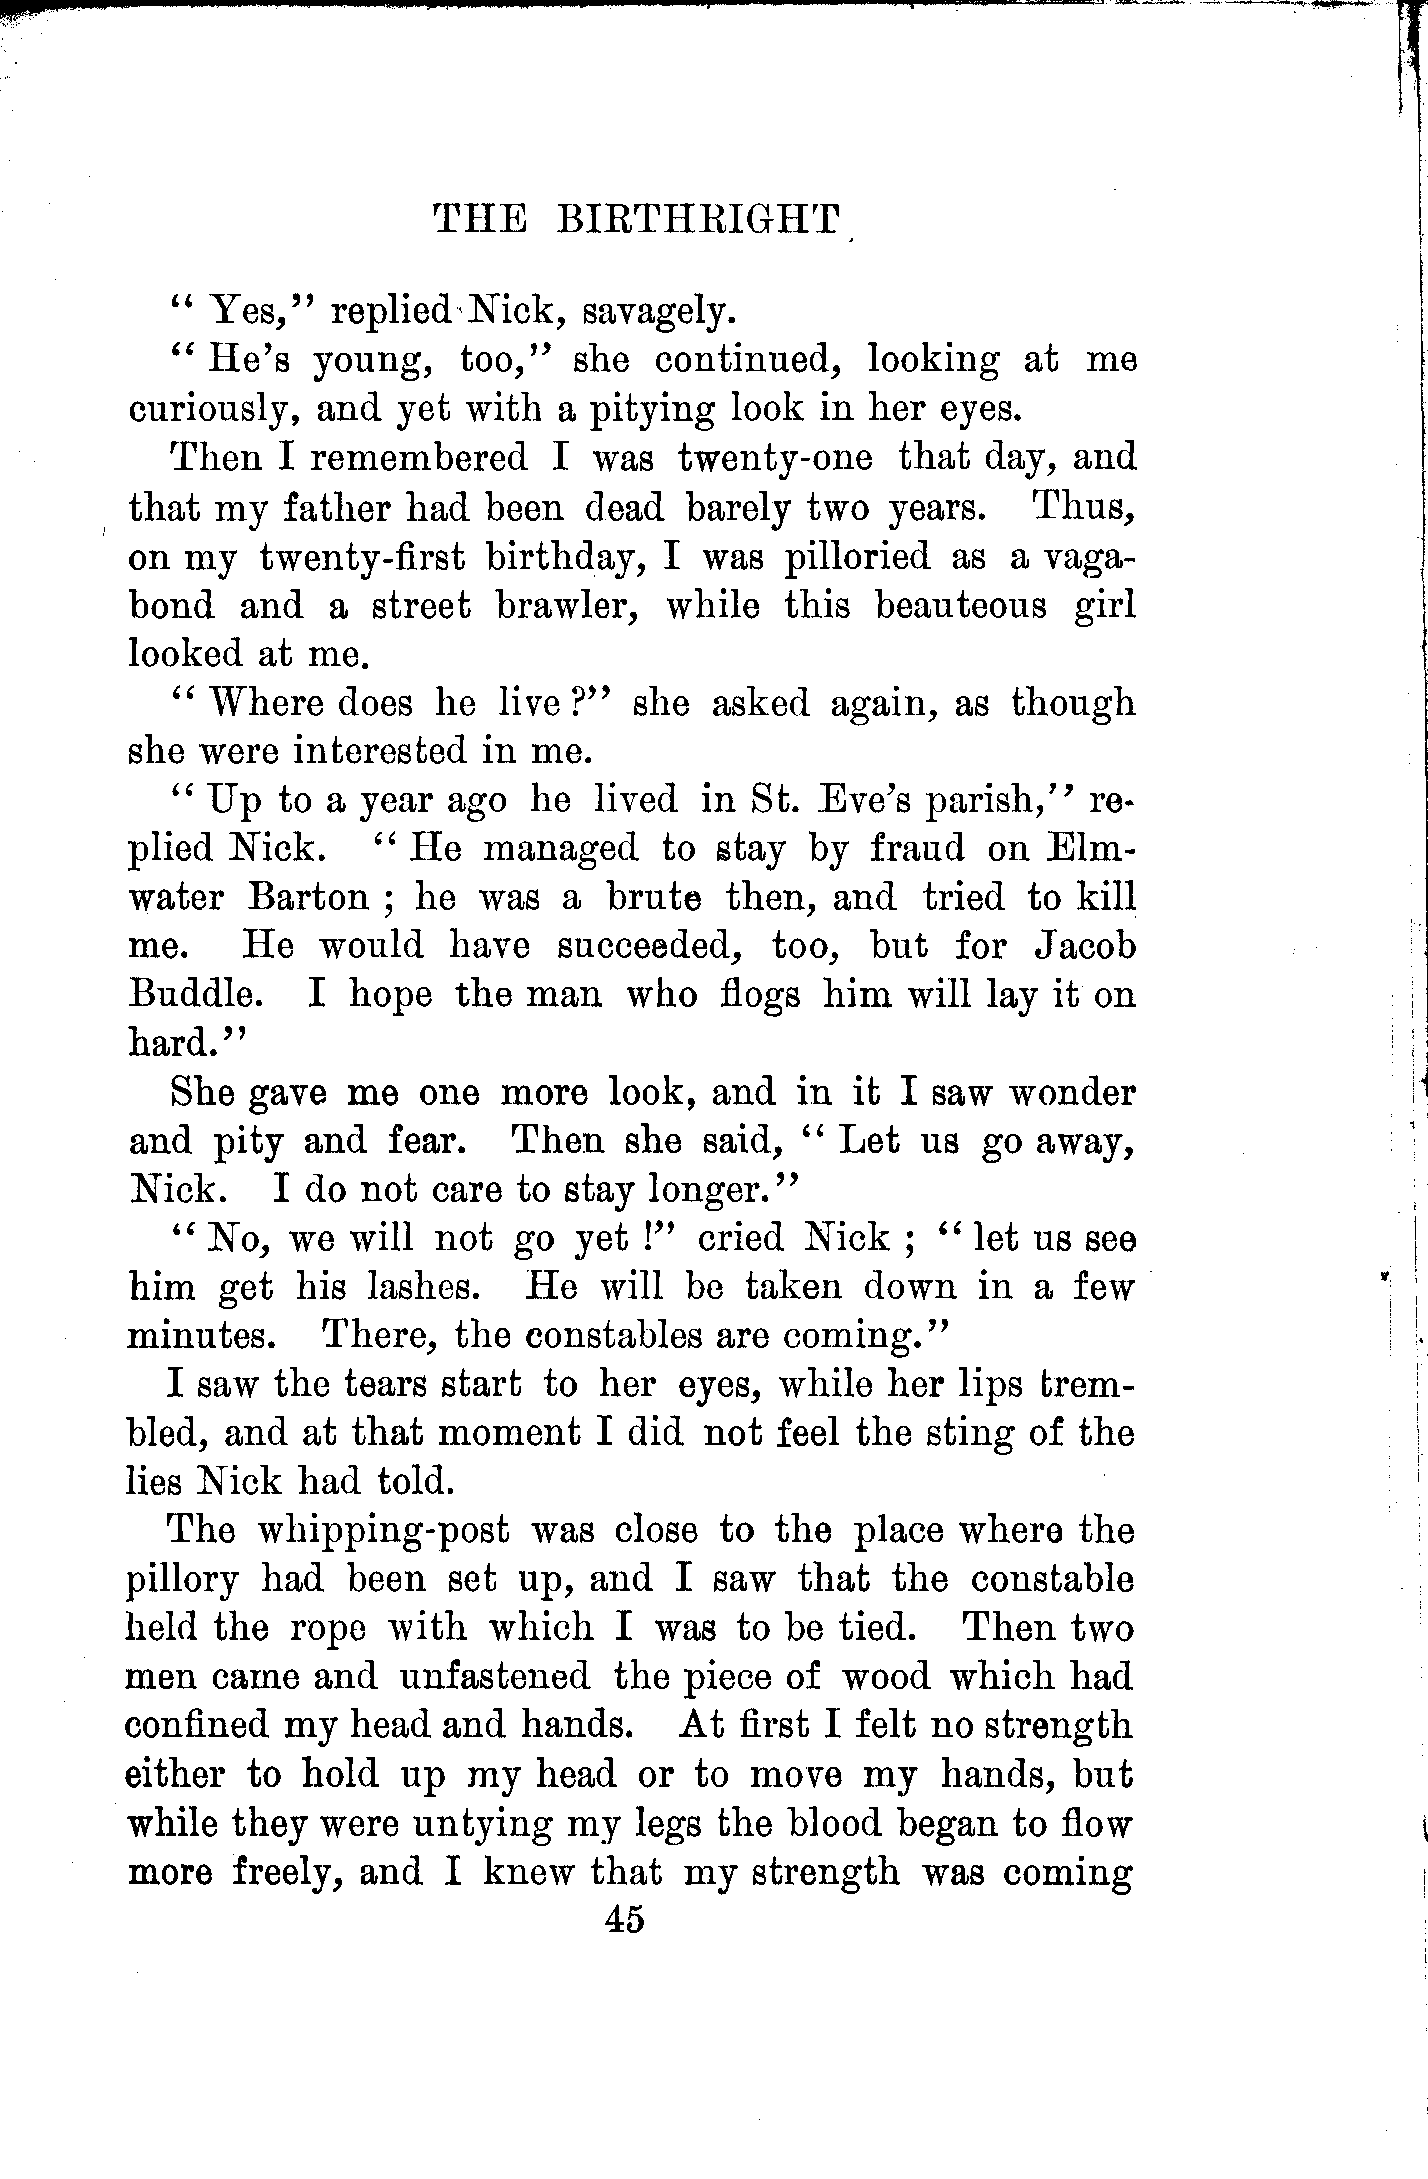 THE BIRTHRIGHT
“ Yes,” replied Nick, savagely.
“ He’s young, too,” she continued, looking at me
curiously, and yet with a pitying look in her eyes.
Then I remembered I was twenty-one that day, and
that my father had been dead barely two years. Thus,
on my twenty-first birthday, I was pilloried as a vaga-
bond and a street brawler, while this beauteous girl
looked at me.
“ Where does he live ?” she asked again, as though
she were interested in me.
“ Up to a year ago he lived in St. Eve’s parish,” re-
plied Nick. “ He managed to stay by fraud on Elm-
water Barton ; he was a brute then, and tried to kill
me. He would have succeeded, too, but for Jacob
Buddle. I hope the man who flogs him will lay it on
hard.”
She gave me one more look, and in it I saw wonder
and pity and fear. Then she said, “ Let us go away,
Nick. I do not care to stay longer.”
“ No, we will not go yet !” cried Nick ; “ let us see
him get his lashes. He will be taken down in a few
minutes. There, the constables are coming.”
I saw the tears start to her eyes, while her lips trem-
bled, and at that moment I did not feel the sting of the
lies Nick had told.
The whipping-post was close to the place where the
pillory had been set up, and I saw that the constable
held the rope with which I was to be tied. Then two
men came and unfastened the piece of wood which had
confined my head and hands. At first I felt no strength
either to hold up my head or to move my hands, but
while they were untying my legs the blood began to flow
more freely, and I knew that my strength was coming
45